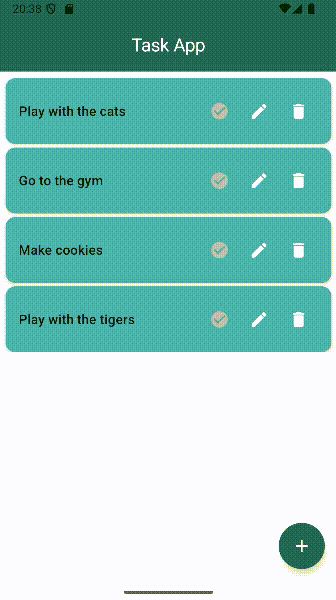 20:38
Task App
Play with the cats
Go to the gym
Make cookies
Play with the tigers